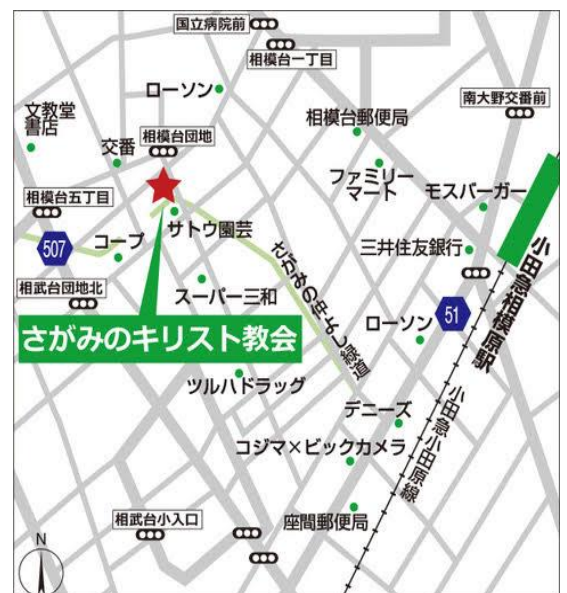 国立病院前
相模台一丁目
ローソン
南大野交番前
文教堂
書店
交番
相模台団地
相模台郵便局
ファミリー
マート
モスバーガー
相模台五丁目
サトウ園芸
507
コープ
さがみの仲よし緑道
三井住友銀行
小田急相模原駅
相武台団地北
スーパー三和
51
ローソン
さがみのキリスト教会
ツルハドラッグ
デニーズ
小田急小田原線
コジマ×ビックカメラ
相武台小入口
座間郵便局
N